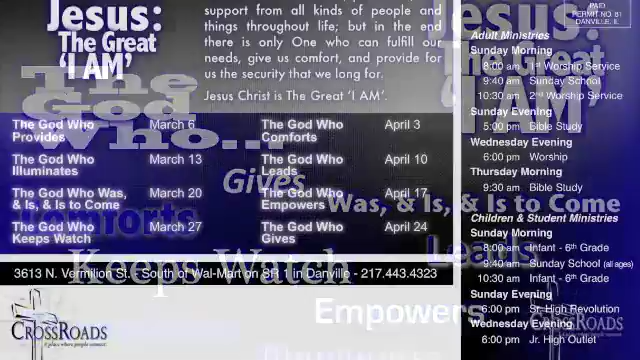 Jesus:
The Great
'I AM'
support from all kinds of people and
things throughout life; but in the end
there is only One who can fulfill our
needs, give us comfort, and provide for
us the security that we long for.
Jesus Christ is The Great 'I AM'.
The
God
Who...
The God Who Provides March 6
The God Who Illuminates March 13
The God Who Was, & Is, & Is to Come March 20
The God Who Keeps Watch March 27
The God Who Comforts April 3
The God Who Leads April 10
The God Who Empowers April 17
The God Who Gives April 24
Gives
Was, & Is, & Is to Come
Comforts
Leads
Keeps Watch
Empowers
3613 N. Vermilion St. - South of Wal-Mart on SR 1 in Danville - 217.443.4323
CROSSROADS
A place where people connect.
Jesus:
The Great
'I AM'
PAID
PERMIT NO 81
DANVILLE, IL
Adult Ministries
Sunday Morning
8:00 am 1st Worship Service
9:40 am Sunday School
10:30 am 2nd Worship Service
Sunday Evening
5:00 pm Bible Study
Wednesday Evening
6:00 pm Worship
Thursday Morning
9:30 am Bible Study
Children & Student Ministries
Sunday Morning
8:00 am Infant - 6th Grade
9:40 am Sunday School (all ages)
10:30 am Infant - 6th Grade
Sunday Evening
6:00 pm Sr. High Revolution
Wednesday Evening
6:00 pm Jr. High Outlet